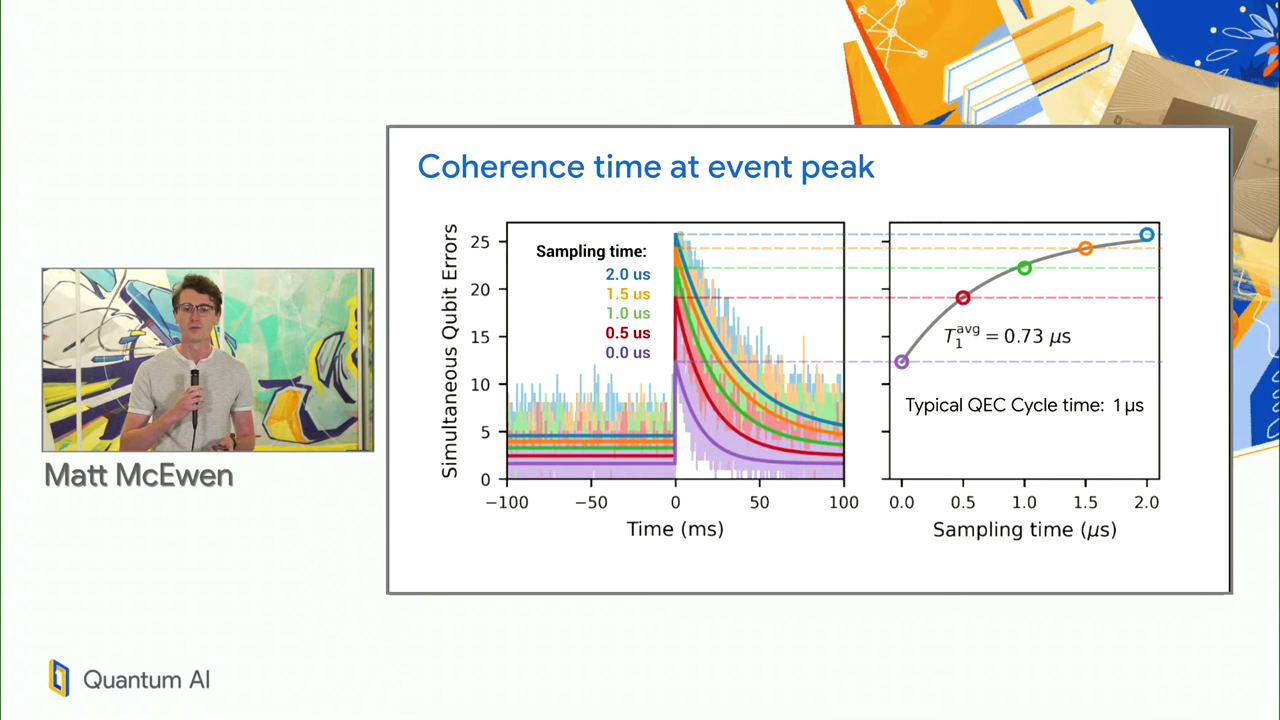 Coherence time at event peak
Simultaneous Qubit Errors
25
20
15
10
5
0
Sampling time:
2.0 us
1.5 us
1.0 us
0.5 us
0.0 us
−100
−50
0
50
100
Time (ms)
T₁ᵃᵛᵍ = 0.73 μs
Typical QEC Cycle time: 1 μs
0.0
0.5
1.0
1.5
2.0
Sampling time (μs)
Matt McEwen
Quantum AI